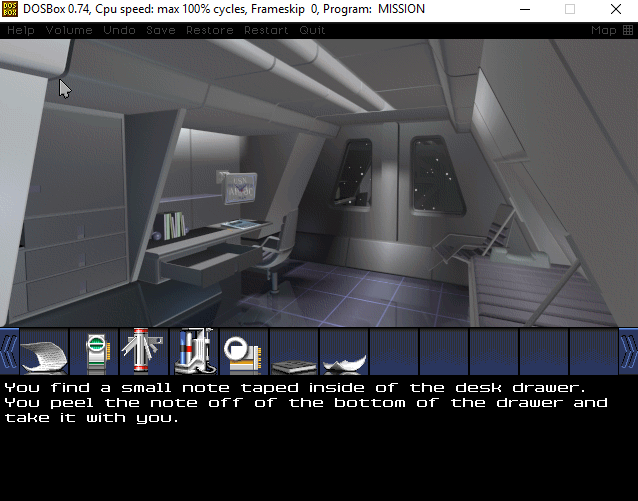 DOSBox 0.74, Cpu speed: max 100% cycles, Frameskip 0, Program: MISSION
Help Volume Undo Save Restore Restart Quit Map
You find a small note taped inside of the desk drawer.
You peel the note off of the bottom of the drawer and
take it with you.